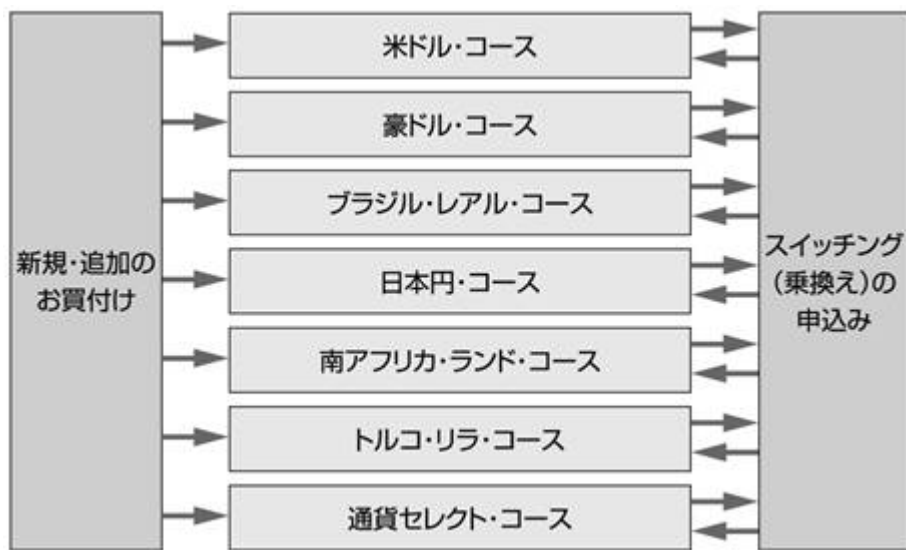 新規・追加の
お買付け
米ドル・コース
豪ドル・コース
ブラジル・レアル・コース
日本円・コース
南アフリカ・ランド・コース
トルコ・リラ・コース
通貨セレクト・コース
スイッチング
（乗換え）の
申込み